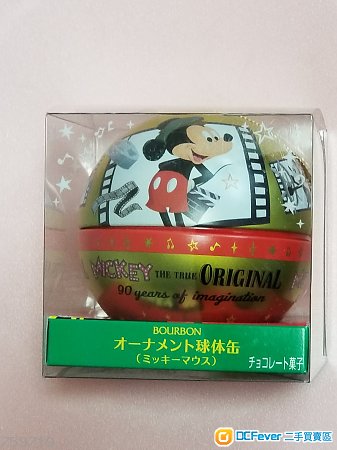 MICKEY THE TRUE ORIGINAL
90 years of imagination
BOURBON
オーナメント球体缶
(ミッキーマウス)
チョコレート菓子
DCFever 二手買賣區